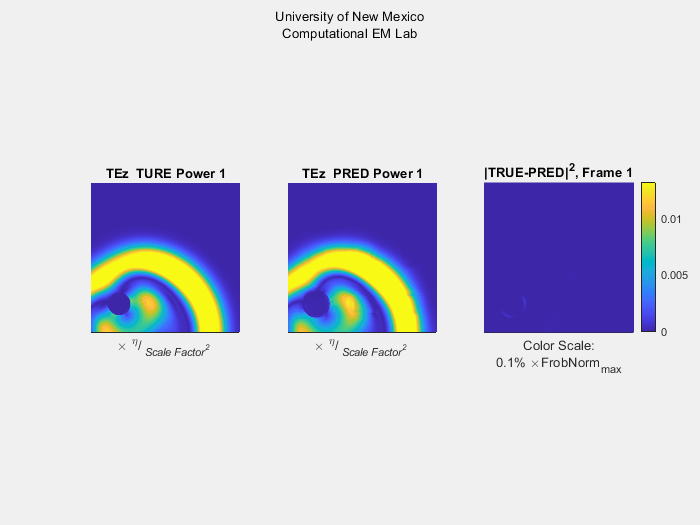 University of New Mexico
Computational EM Lab
TEz TURE Power 1
TEz PRED Power 1
|TRUE-PRED|², Frame 1
0.01
0.005
0
× η/ Scale Factor²
× η/ Scale Factor²
Color Scale:
0.1% ×FrobNorm_max